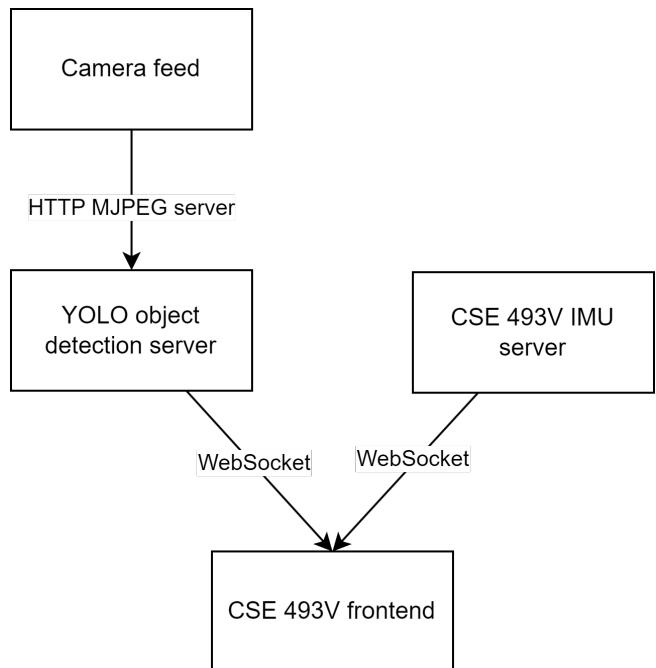 Camera feed
HTTP MJPEG server
YOLO object
detection server
CSE 493V IMU
server
WebSocket
WebSocket
CSE 493V frontend